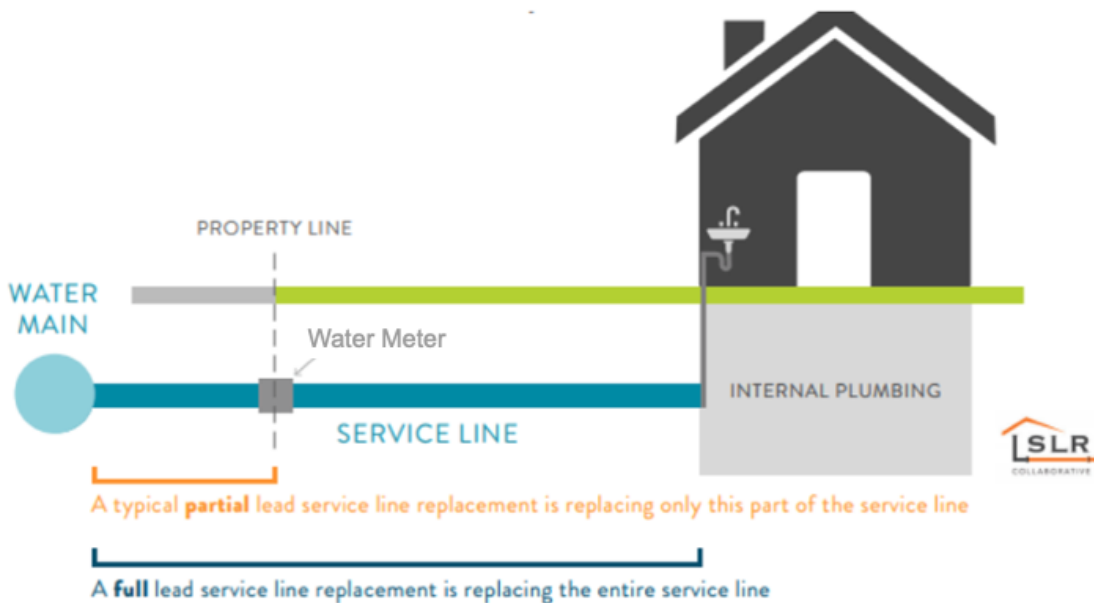 PROPERTY LINE
WATER
MAIN
Water Meter
INTERNAL PLUMBING
SERVICE LINE
LSLR
COLLABORATIVE
A typical partial lead service line replacement is replacing only this part of the service line
A full lead service line replacement is replacing the entire service line